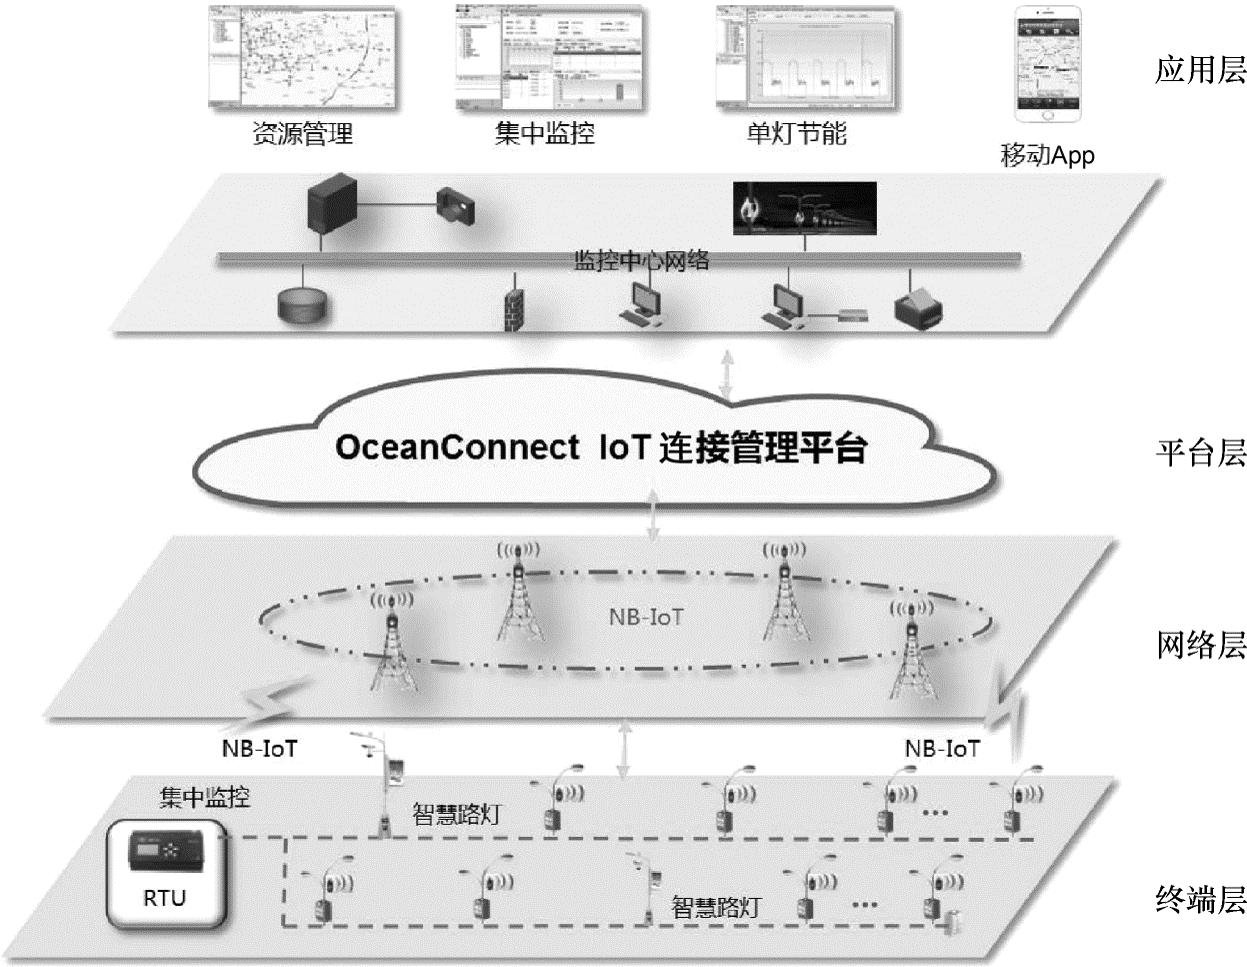 应用层
资源管理
集中监控
单灯节能
移动App
监控中心网络
OceanConnect IoT 连接管理平台
平台层
NB-IoT
网络层
NB-IoT
NB-IoT
集中监控
智慧路灯
RTU
智慧路灯
终端层